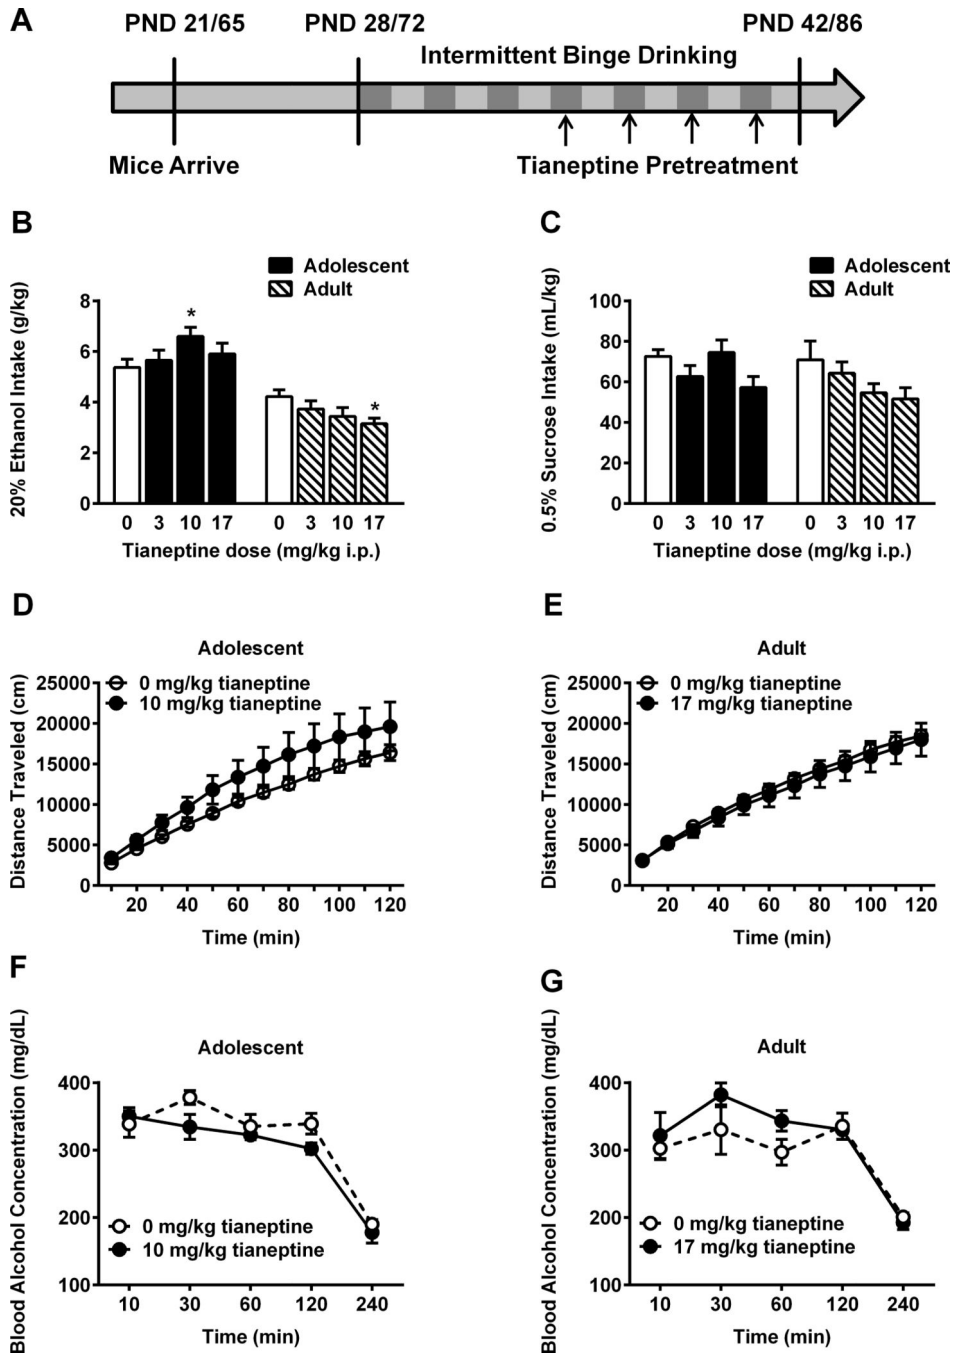 A
PND 21/65
PND 28/72
PND 42/86
Intermittent Binge Drinking
Mice Arrive
Tianeptine Pretreatment
B
Adolescent
Adult
20% Ethanol Intake (g/kg)
8
6
4
2
0
*
*
0 3 10 17 0 3 10 17
Tianeptine dose (mg/kg i.p.)
C
Adolescent
Adult
0.5% Sucrose Intake (mL/kg)
100
80
60
40
20
0
0 3 10 17 0 3 10 17
Tianeptine dose (mg/kg i.p.)
D
Adolescent
0 mg/kg tianeptine
10 mg/kg tianeptine
Distance Traveled (cm)
25000
20000
15000
10000
5000
0
20 40 60 80 100 120
Time (min)
E
Adult
0 mg/kg tianeptine
17 mg/kg tianeptine
Distance Traveled (cm)
25000
20000
15000
10000
5000
0
20 40 60 80 100 120
Time (min)
F
Adolescent
Blood Alcohol Concentration (mg/dL)
400
300
200
100
0 mg/kg tianeptine
10 mg/kg tianeptine
10 30 60 120 240
Time (min)
G
Adult
Blood Alcohol Concentration (mg/dL)
400
300
200
100
0 mg/kg tianeptine
17 mg/kg tianeptine
10 30 60 120 240
Time (min)